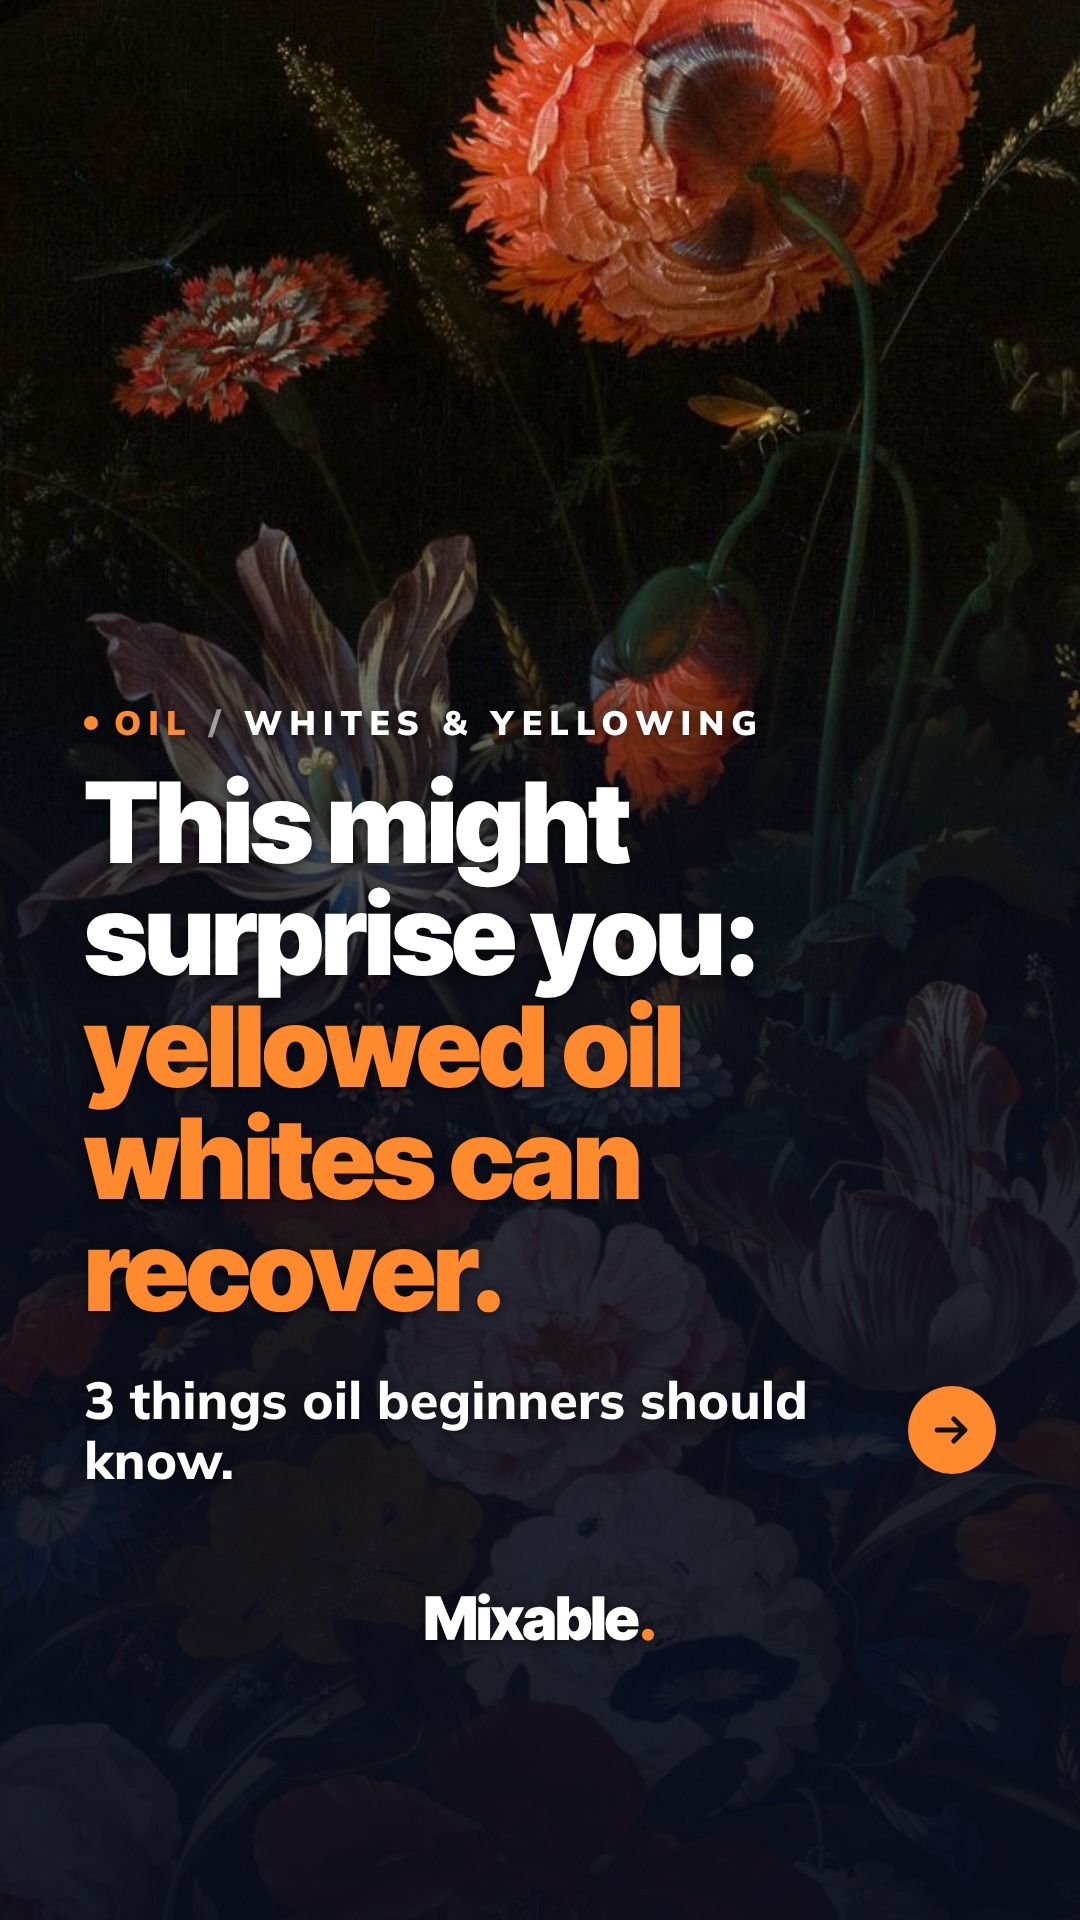 • OIL / WHITES & YELLOWING
This might
surprise you:
yellowed oil
whites can
recover.
3 things oil beginners should
know.
Mixable.